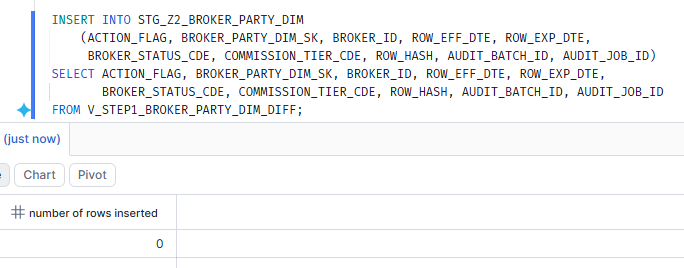 INSERT INTO STG_Z2_BROKER_PARTY_DIM
(ACTION_FLAG, BROKER_PARTY_DIM_SK, BROKER_ID, ROW_EFF_DTE, ROW_EXP_DTE,
BROKER_STATUS_CDE, COMMISSION_TIER_CDE, ROW_HASH, AUDIT_BATCH_ID, AUDIT_JOB_ID)
SELECT ACTION_FLAG, BROKER_PARTY_DIM_SK, BROKER_ID, ROW_EFF_DTE, ROW_EXP_DTE,
BROKER_STATUS_CDE, COMMISSION_TIER_CDE, ROW_HASH, AUDIT_BATCH_ID, AUDIT_JOB_ID
FROM V_STEP1_BROKER_PARTY_DIM_DIFF;
(just now)
Chart Pivot
# number of rows inserted
0